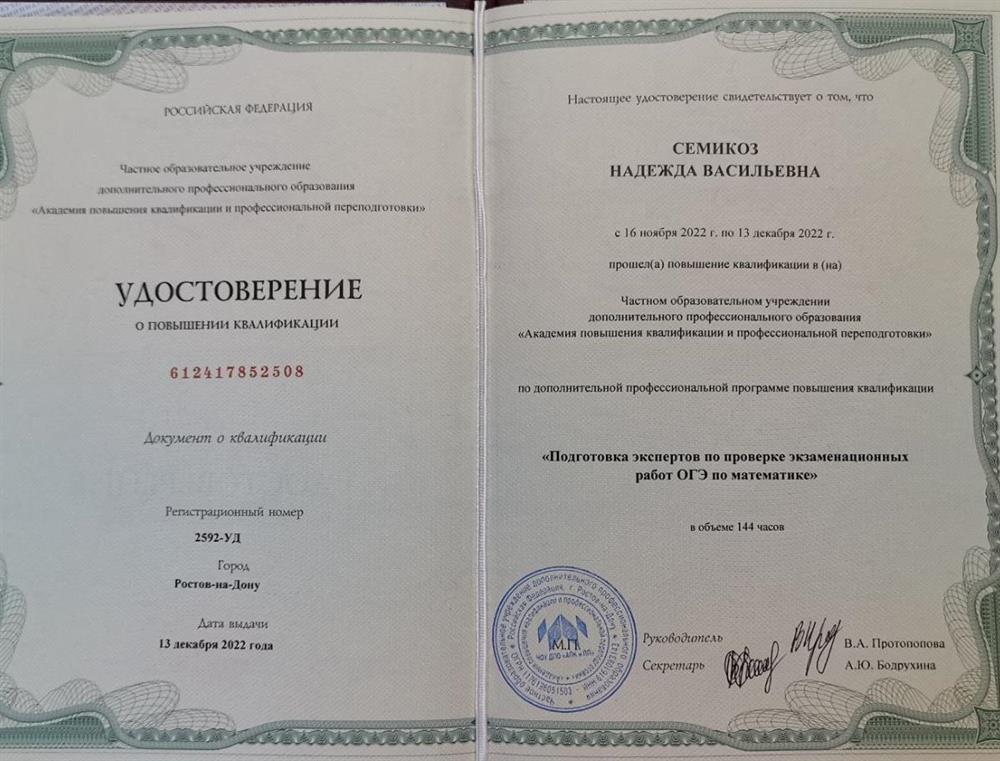 РОССИЙСКАЯ ФЕДЕРАЦИЯ
Частное образовательное учреждение
дополнительного профессионального образования
«Академия повышения квалификации и профессиональной переподготовки»
УДОСТОВЕРЕНИЕ
О ПОВЫШЕНИИ КВАЛИФИКАЦИИ
612417852508
Документ о квалификации
Регистрационный номер
2592-УД
Город
Ростов-на-Дону
Дата выдачи
13 декабря 2022 года
Настоящее удостоверение свидетельствует о том, что
СЕМИКОЗ
НАДЕЖДА ВАСИЛЬЕВНА
с 16 ноября 2022 г. по 13 декабря 2022 г.
прошел(а) повышение квалификации в (на)
Частном образовательном учреждении
дополнительного профессионального образования
«Академия повышения квалификации и профессиональной переподготовки»
по дополнительной профессиональной программе повышения квалификации
«Подготовка экспертов по проверке экзаменационных
работ ОГЭ по математике»
в объеме 144 часов
М.П.
Руководитель
В.А. Протопопова
Секретарь
А.Ю. Бодрухина